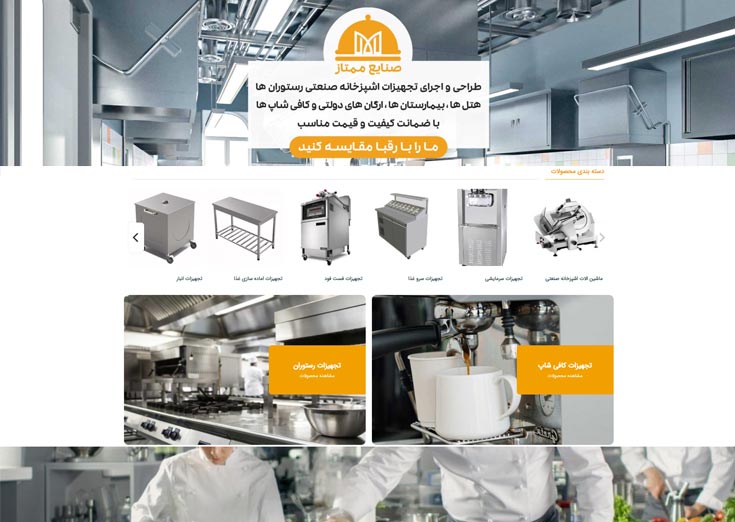 صنایع ممتاز
طراحی و اجرای تجهیزات اشپزخانه صنعتی رستوران ها
هتل ها ، بیمارستان ها ، ارگان های دولتی و کافی شاپ ها
با ضمانت کیفیت و قیمت مناسب
ما را با رقبا مقایسه کنید
دسته بندی محصولات
ماشین الات اشپزخانه صنعتی
تجهیزات سرمایشی
تجهیزات سرو غذا
تجهیزات فست فود
تجهیزات اماده سازی غذا
تجهیزات انبار
تجهیزات کافی شاپ
مشاهده محصولات
تجهیزات رستوران
مشاهده محصولات